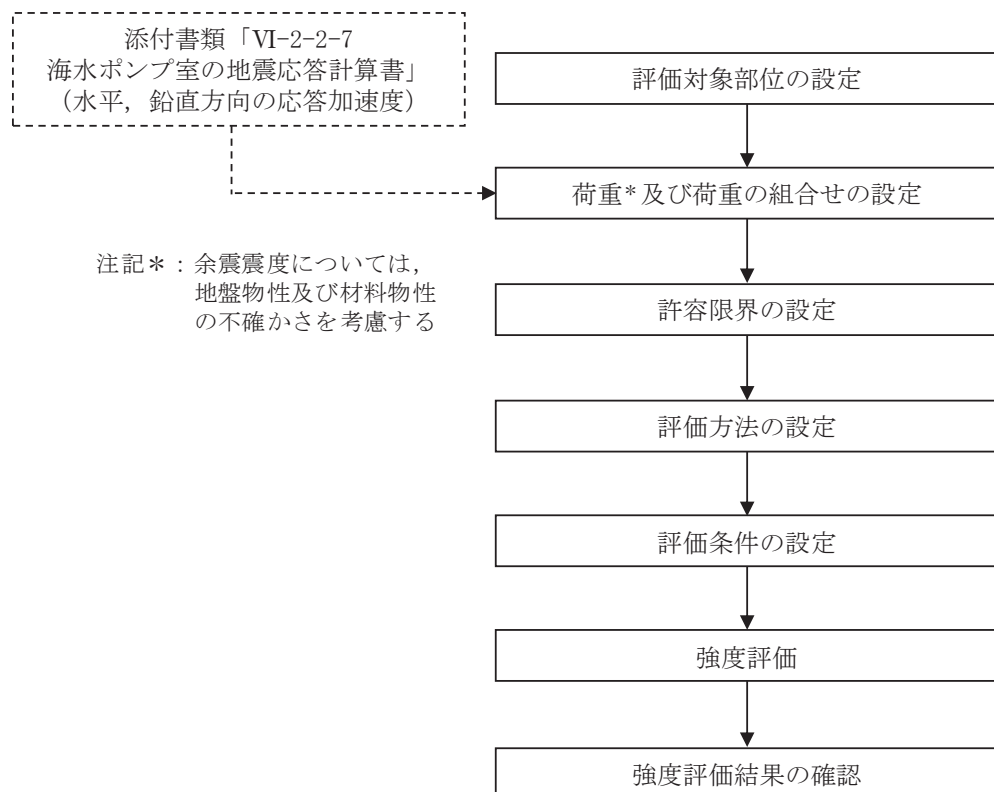 添付書類「Ⅵ-2-2-7
海水ポンプ室の地震応答計算書」
（水平，鉛直方向の応答加速度）
評価対象部位の設定
荷重*及び荷重の組合せの設定
注記＊：余震震度については，
地盤物性及び材料物性
の不確かさを考慮する
許容限界の設定
評価方法の設定
評価条件の設定
強度評価
強度評価結果の確認